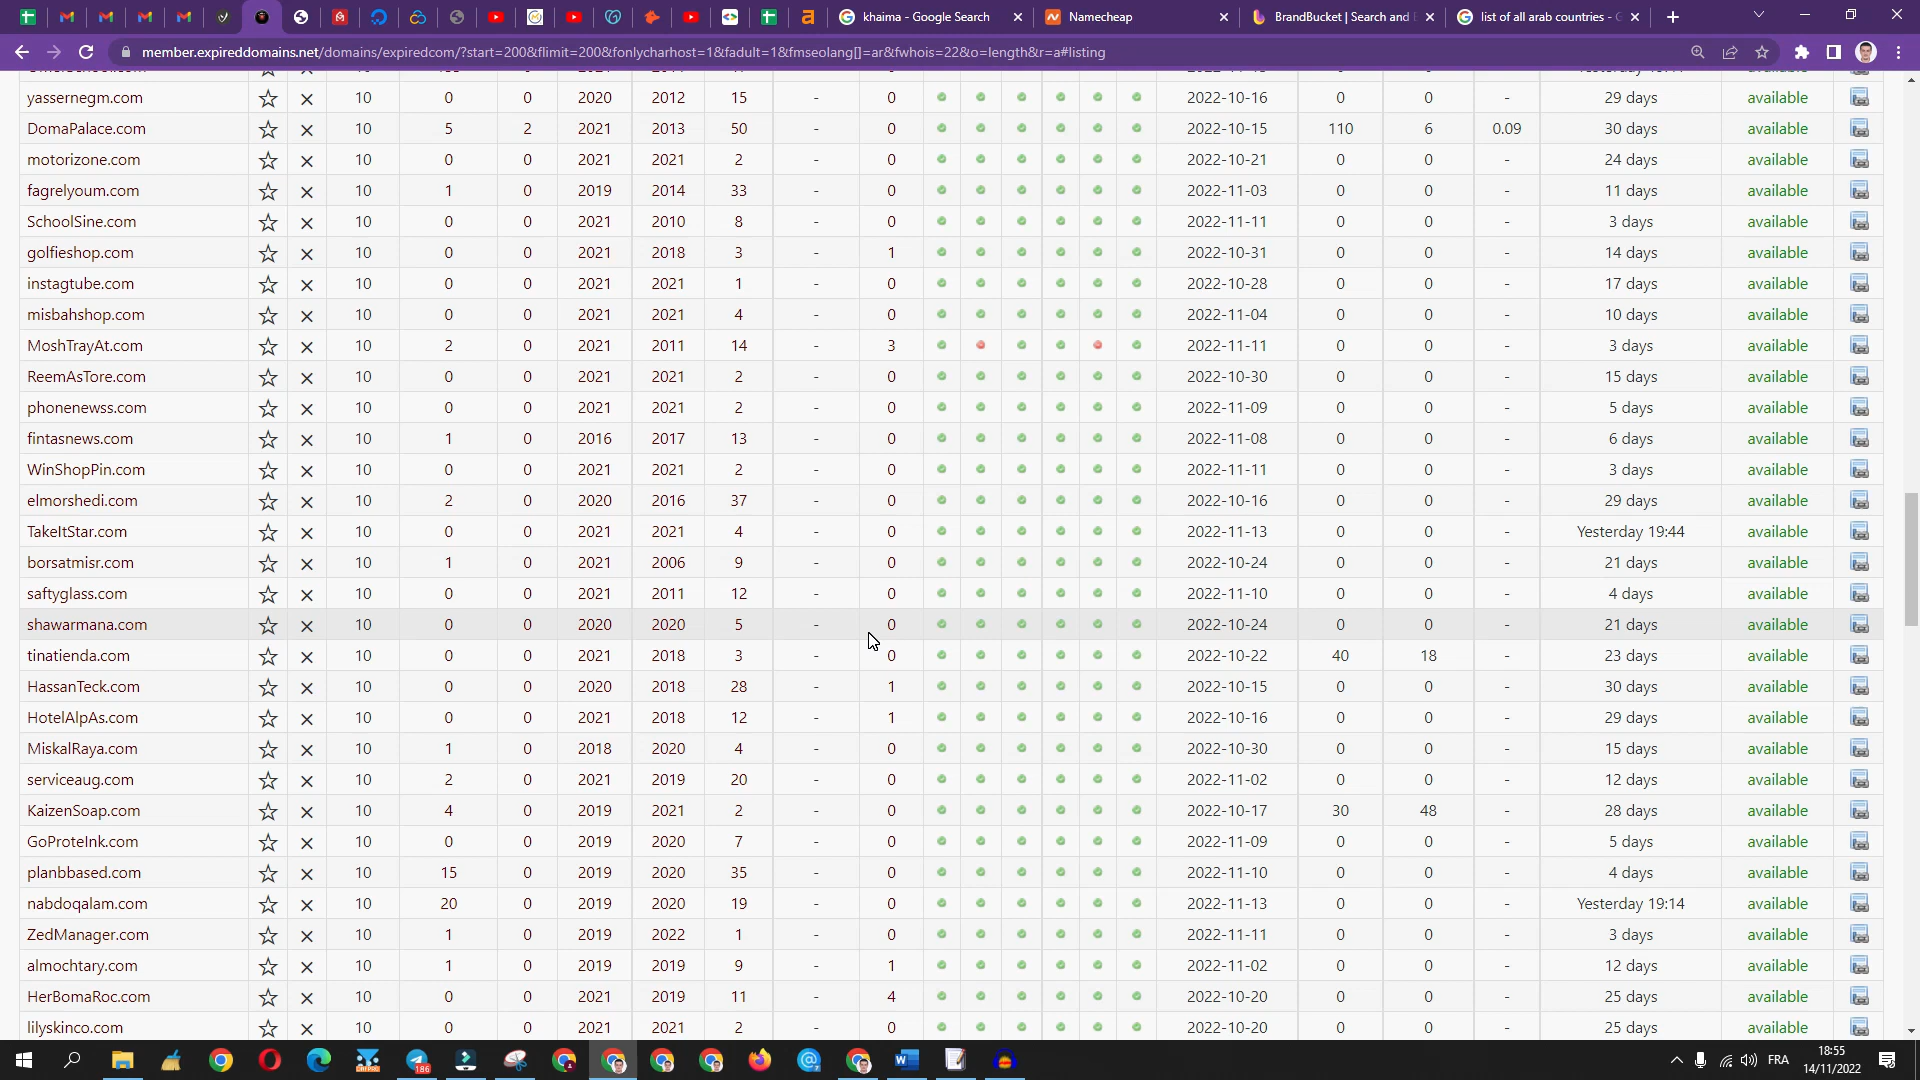 khaima - Google Search
Namecheap
BrandBucket | Search and
list of all arab countries -
member.expireddomains.net/domains/expiredcom/?start=200&flimit=200&fonlycharhost=1&fadult=1&fmseolang[]=ar&fwhois=22&o=length&r=a#listing
yassernegm.com 10 0 0 2020 2012 15 - 0 2022-10-16 0 0 - 29 days available
DomaPalace.com 10 5 2 2021 2013 50 - 0 2022-10-15 110 6 0.09 30 days available
motorizone.com 10 0 0 2021 2021 2 - 0 2022-10-21 0 0 - 24 days available
fagrelyoum.com 10 1 0 2019 2014 33 - 0 2022-11-03 0 0 - 11 days available
SchoolSine.com 10 0 0 2021 2010 8 - 0 2022-11-11 0 0 - 3 days available
golfieshop.com 10 0 0 2021 2018 3 - 1 2022-10-31 0 0 - 14 days available
instagtube.com 10 0 0 2021 2021 1 - 0 2022-10-28 0 0 - 17 days available
misbahshop.com 10 0 0 2021 2021 4 - 0 2022-11-04 0 0 - 10 days available
MoshTrayAt.com 10 2 0 2021 2011 14 - 3 2022-11-11 0 0 - 3 days available
ReemAsTore.com 10 0 0 2021 2021 2 - 0 2022-10-30 0 0 - 15 days available
phonenewss.com 10 0 0 2021 2021 2 - 0 2022-11-09 0 0 - 5 days available
fintasnews.com 10 1 0 2016 2017 13 - 0 2022-11-08 0 0 - 6 days available
WinShopPin.com 10 0 0 2021 2021 2 - 0 2022-11-11 0 0 - 3 days available
elmorshedi.com 10 2 0 2020 2016 37 - 0 2022-10-16 0 0 - 29 days available
TakeItStar.com 10 0 0 2021 2021 4 - 0 2022-11-13 0 0 - Yesterday 19:44 available
borsatmisr.com 10 1 0 2021 2006 9 - 0 2022-10-24 0 0 - 21 days available
saftyglass.com 10 0 0 2021 2011 12 - 0 2022-11-10 0 0 - 4 days available
shawarmana.com 10 0 0 2020 2020 5 - 0 2022-10-24 0 0 - 21 days available
tinatienda.com 10 0 0 2021 2018 3 - 0 2022-10-22 40 18 - 23 days available
HassanTeck.com 10 0 0 2020 2018 28 - 1 2022-10-15 0 0 - 30 days available
HotelAlpAs.com 10 0 0 2021 2018 12 - 1 2022-10-16 0 0 - 29 days available
MiskalRaya.com 10 1 0 2018 2020 4 - 0 2022-10-30 0 0 - 15 days available
serviceaug.com 10 2 0 2021 2019 20 - 0 2022-11-02 0 0 - 12 days available
KaizenSoap.com 10 4 0 2019 2021 2 - 0 2022-10-17 30 48 - 28 days available
GoProteInk.com 10 0 0 2019 2020 7 - 0 2022-11-09 0 0 - 5 days available
planbbased.com 10 15 0 2019 2020 35 - 0 2022-11-10 0 0 - 4 days available
nabdoqalam.com 10 20 0 2019 2020 19 - 0 2022-11-13 0 0 - Yesterday 19:14 available
ZedManager.com 10 1 0 2019 2022 1 - 0 2022-11-11 0 0 - 3 days available
almochtary.com 10 1 0 2019 2019 9 - 1 2022-11-02 0 0 - 12 days available
HerBomaRoc.com 10 0 0 2021 2019 11 - 4 2022-10-20 0 0 - 25 days available
lilyskinco.com 10 0 0 2021 2021 2 - 0 2022-10-20 0 0 - 25 days available
186
FRA
18:55
14/11/2022